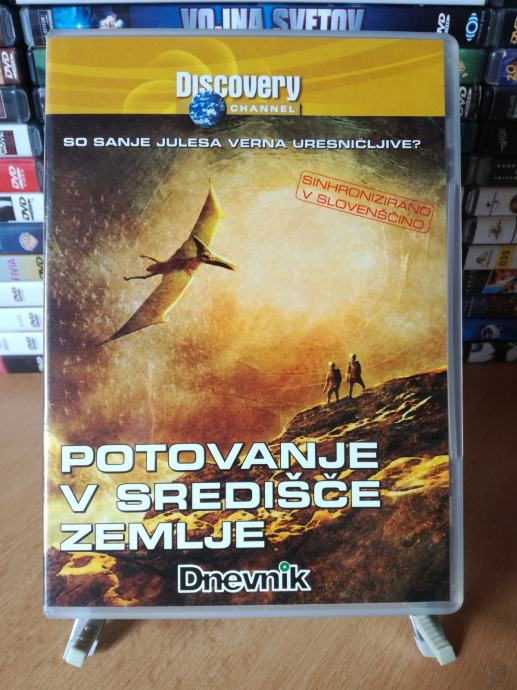 VOJNA SVETOV
Discovery
CHANNEL
SO SANJE JULESA VERNA URESNIČLJIVE?
SINHRONIZIRANO
V SLOVENŠČINO
POTOVANJE
V SREDIŠČE
ZEMLJE
Dnevnik